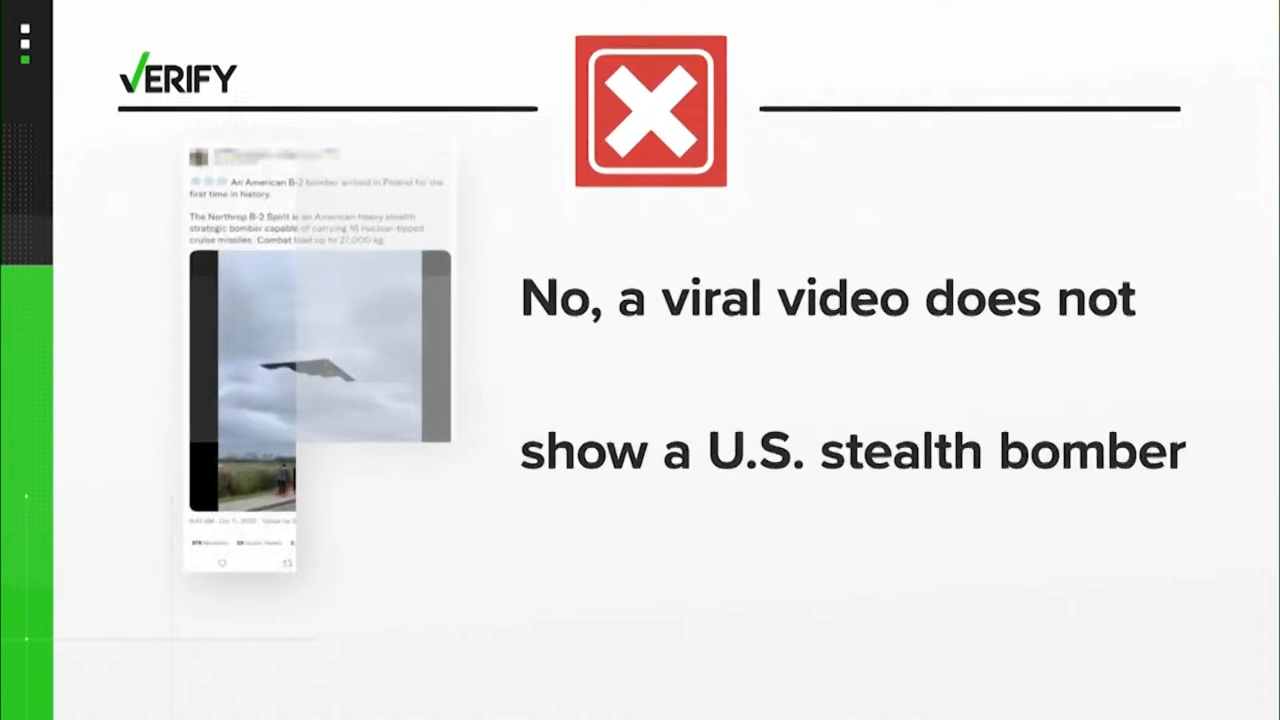 VERIFY
An American B-2 bomber arrived in Poland for the
first time in history.
The Northrop B-2 Spirit is an American heavy stealth
strategic bomber capable of carrying 16 nuclear-tipped
cruise missiles. Combat load up to 27,000 kg.
No, a viral video does not
show a U.S. stealth bomber